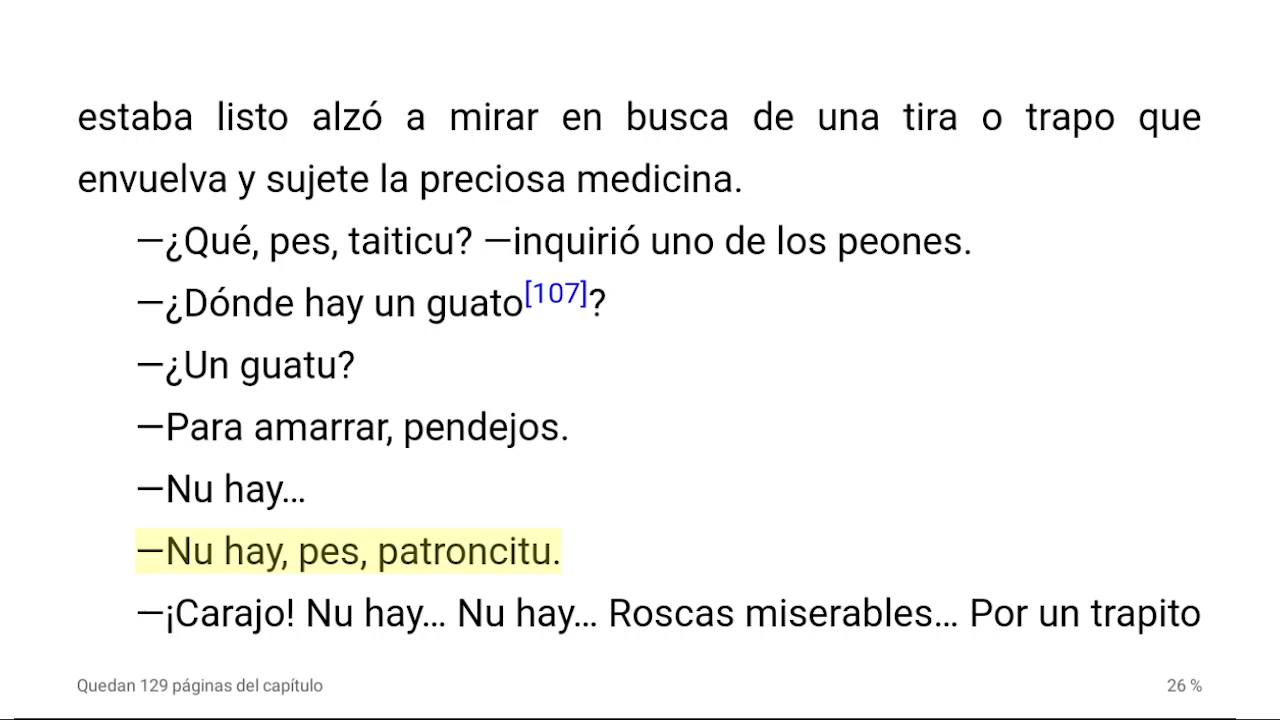 estaba listo alzó a mirar en busca de una tira o trapo que
envuelva y sujete la preciosa medicina.
—¿Qué, pes, taiticu? —inquirió uno de los peones.
—¿Dónde hay un guato[107]?
—¿Un guatu?
—Para amarrar, pendejos.
—Nu hay…
—Nu hay, pes, patroncitu.
—¡Carajo! Nu hay… Nu hay… Roscas miserables… Por un trapito
Quedan 129 páginas del capítulo
26 %